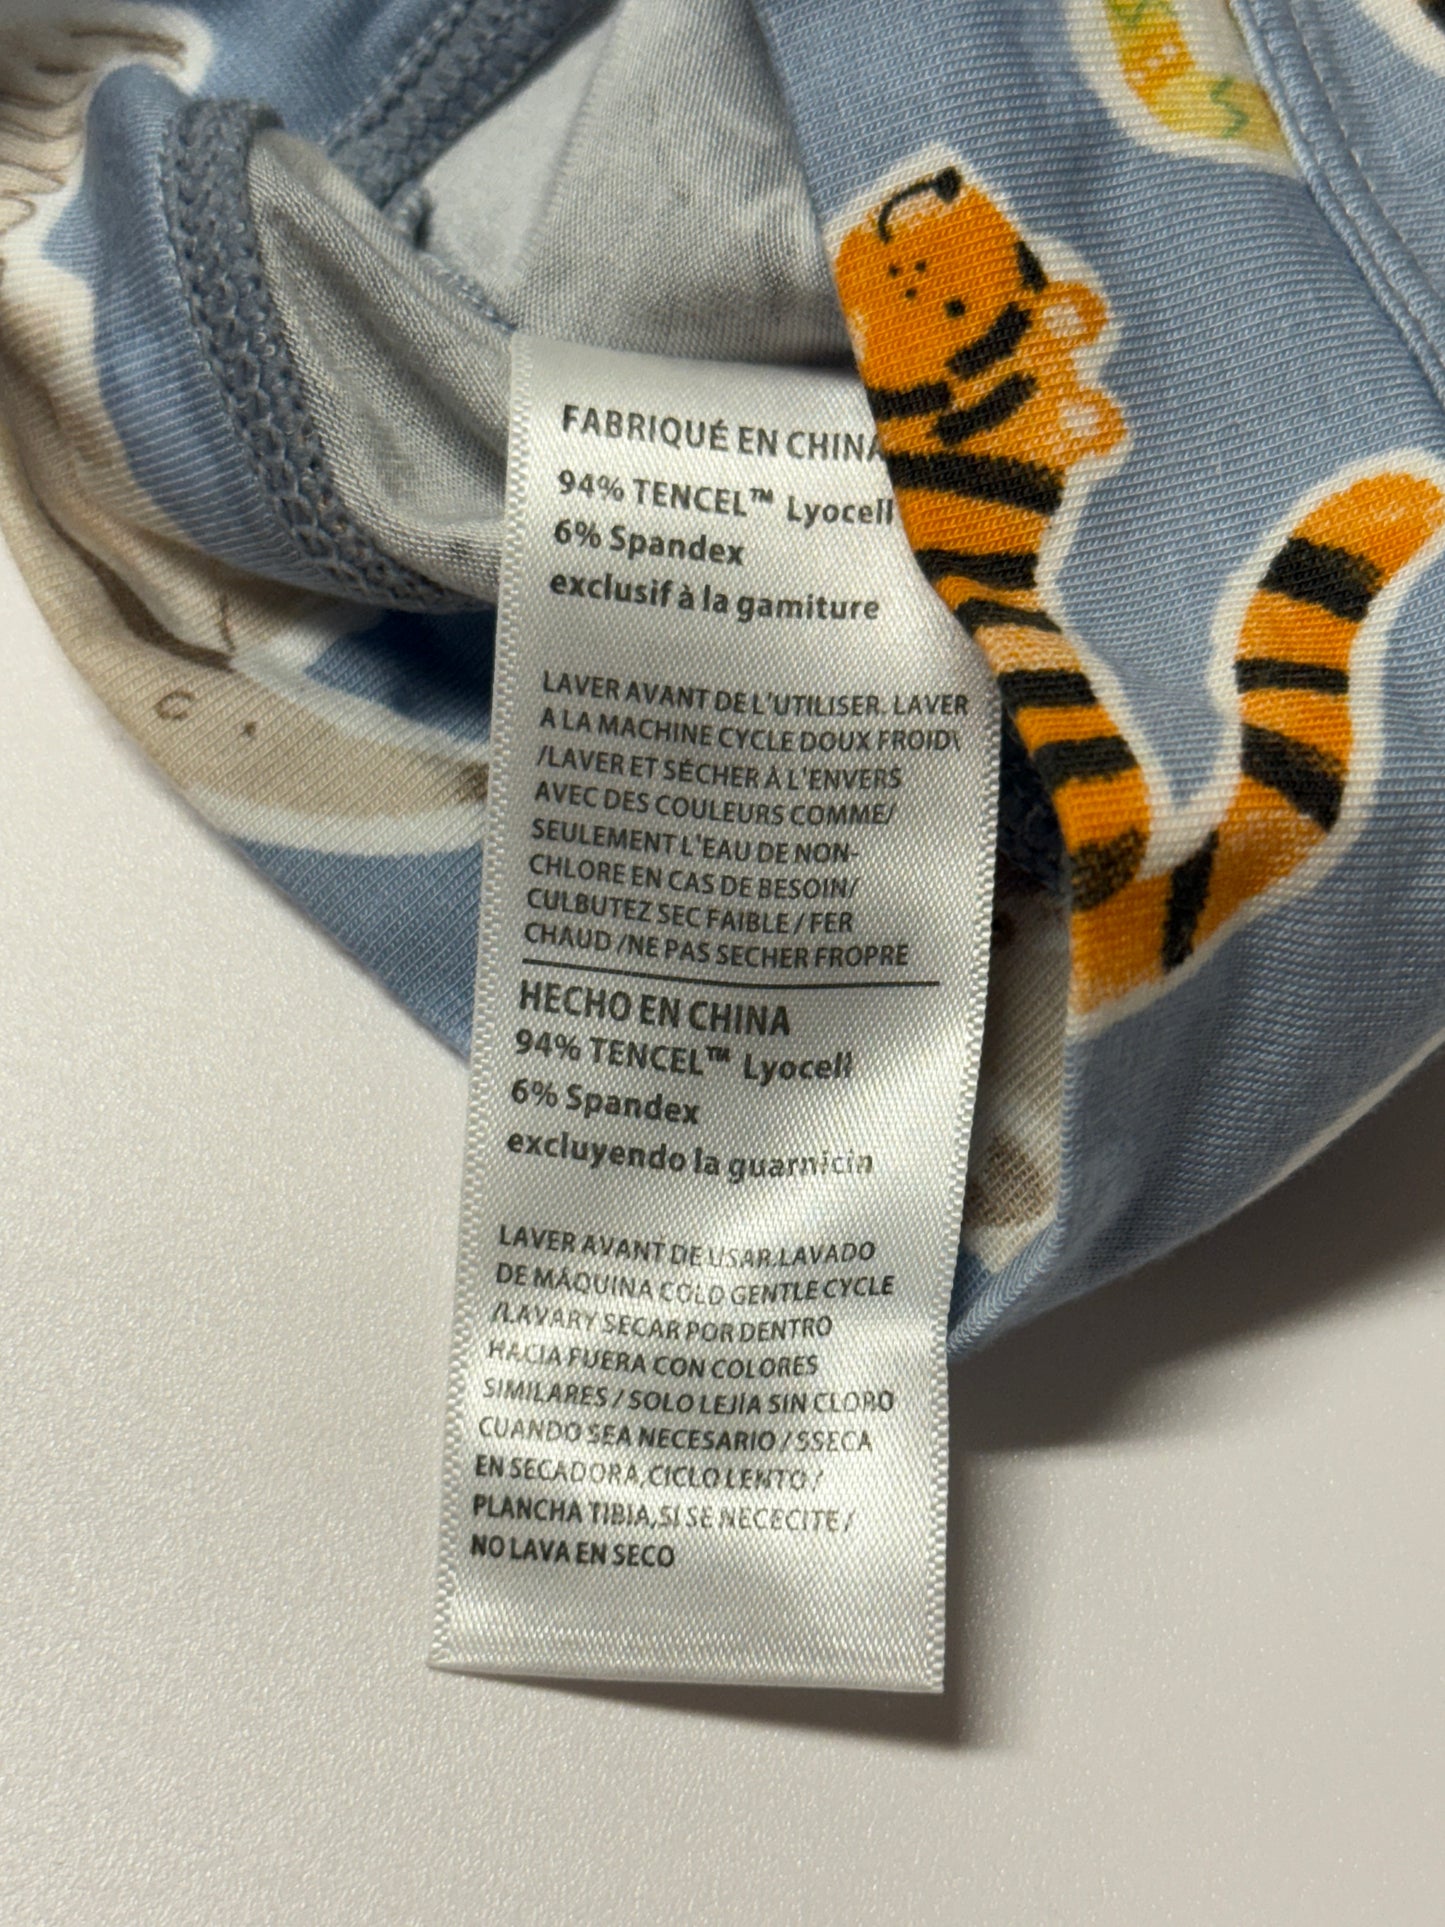 FABRIQUÉ EN CHINA
94% TENCEL™ Lyocell
6% Spandex
exclusif à la gamiture
LAVER AVANT DE L'UTILISER. LAVER
A LA MACHINE CYCLE DOUX FROID\
/LAVER ET SÉCHER À L'ENVERS
AVEC DES COULEURS COMME/
SEULEMENT L'EAU DE NON-
CHLORE EN CAS DE BESOIN/
CULBUTEZ SEC FAIBLE / FER
CHAUD /NE PAS SECHER FROPRE
HECHO EN CHINA
94% TENCEL™ Lyocell
6% Spandex
excluyendo la guarnicin
LAVER AVANT DE USAR.LAVADO
DE MÁQUINA COLD GENTLE CYCLE
/LAVARY SECAR POR DENTRO
HACIA FUERA CON COLORES
SIMILARES / SOLO LEJÍA SIN CLORO
CUANDO SEA NECESARIO / SSECA
EN SECADORA,CICLO LENTO /
PLANCHA TIBIA,SI SE NECECITE /
NO LAVA EN SECO